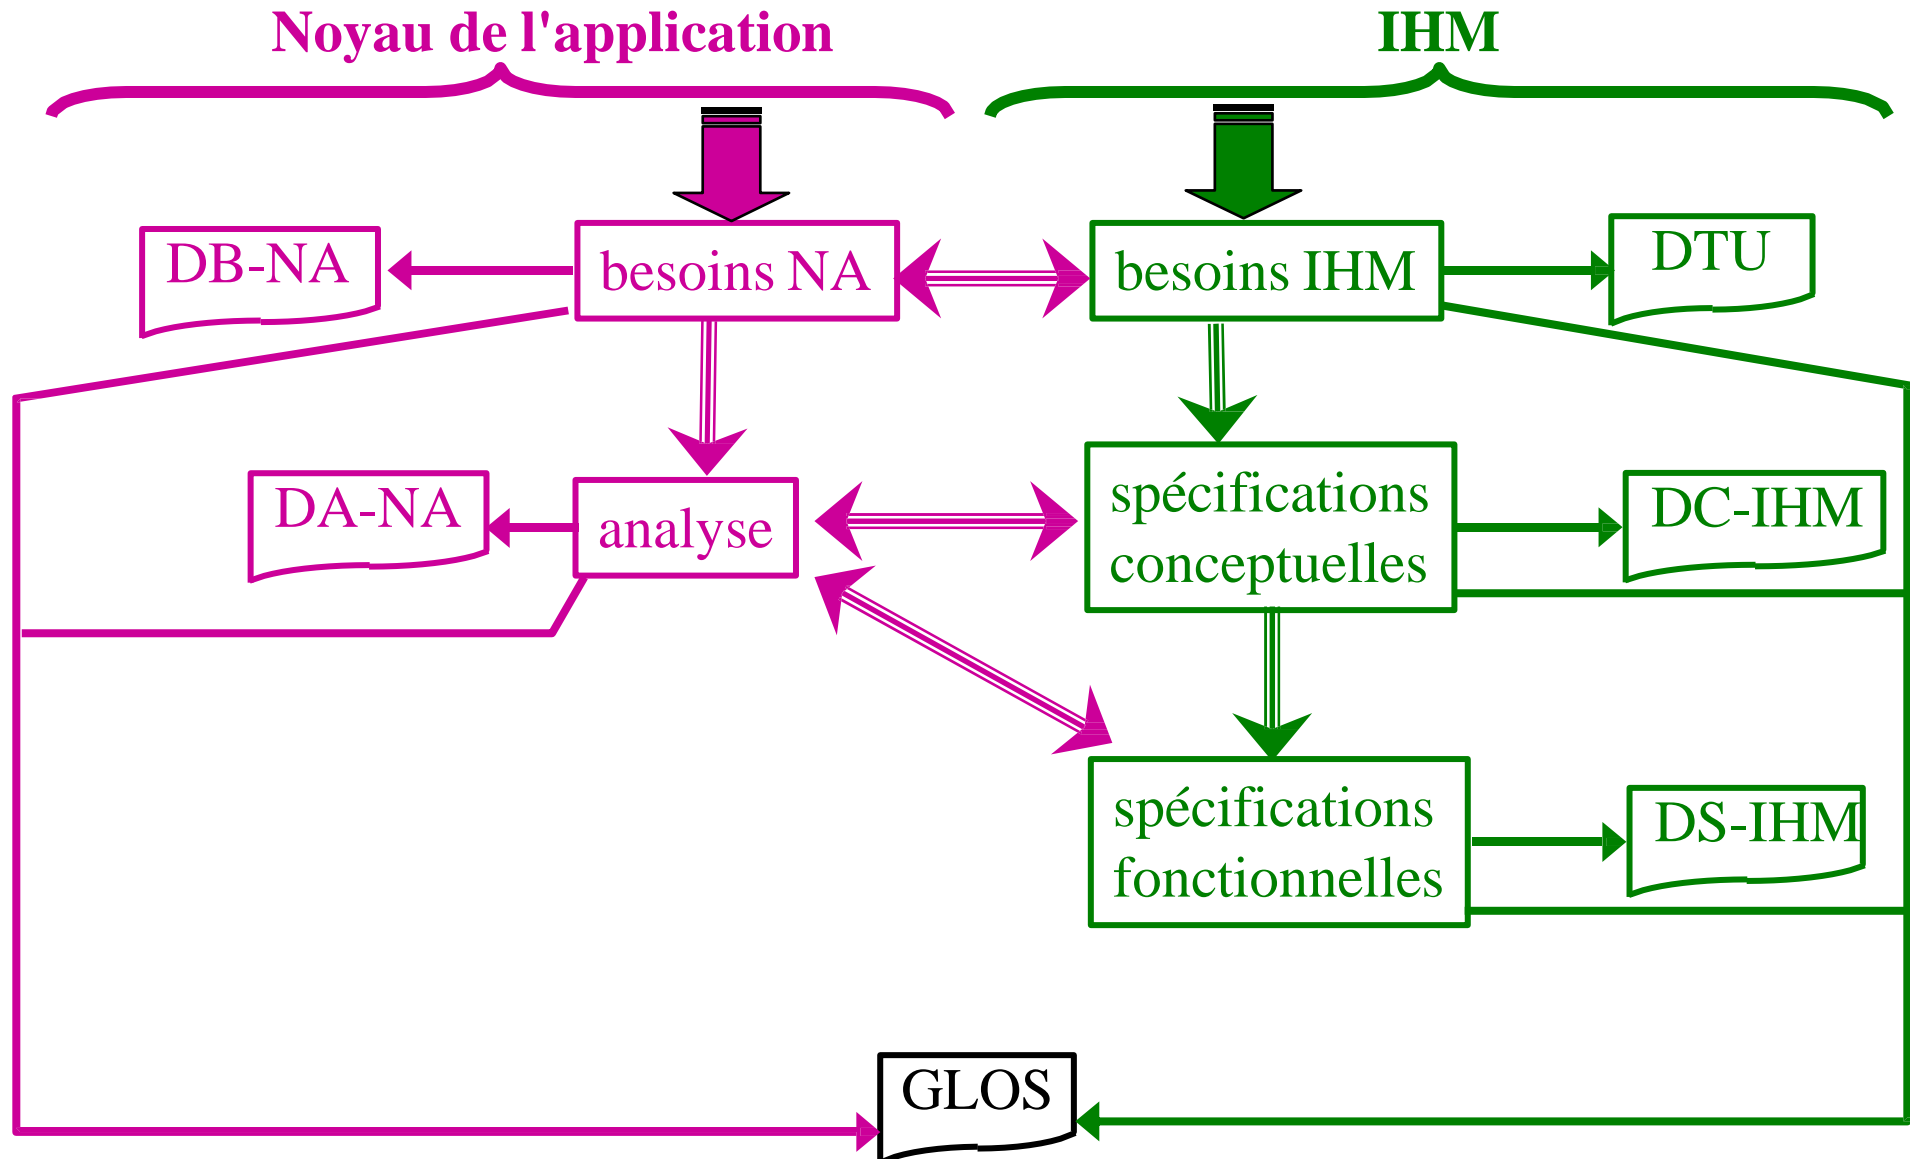 Noyau de l'application
IHM
DB-NA
besoins NA
besoins IHM
DTU
DA-NA
analyse
spécifications
conceptuelles
DC-IHM
spécifications
fonctionnelles
DS-IHM
GLOS